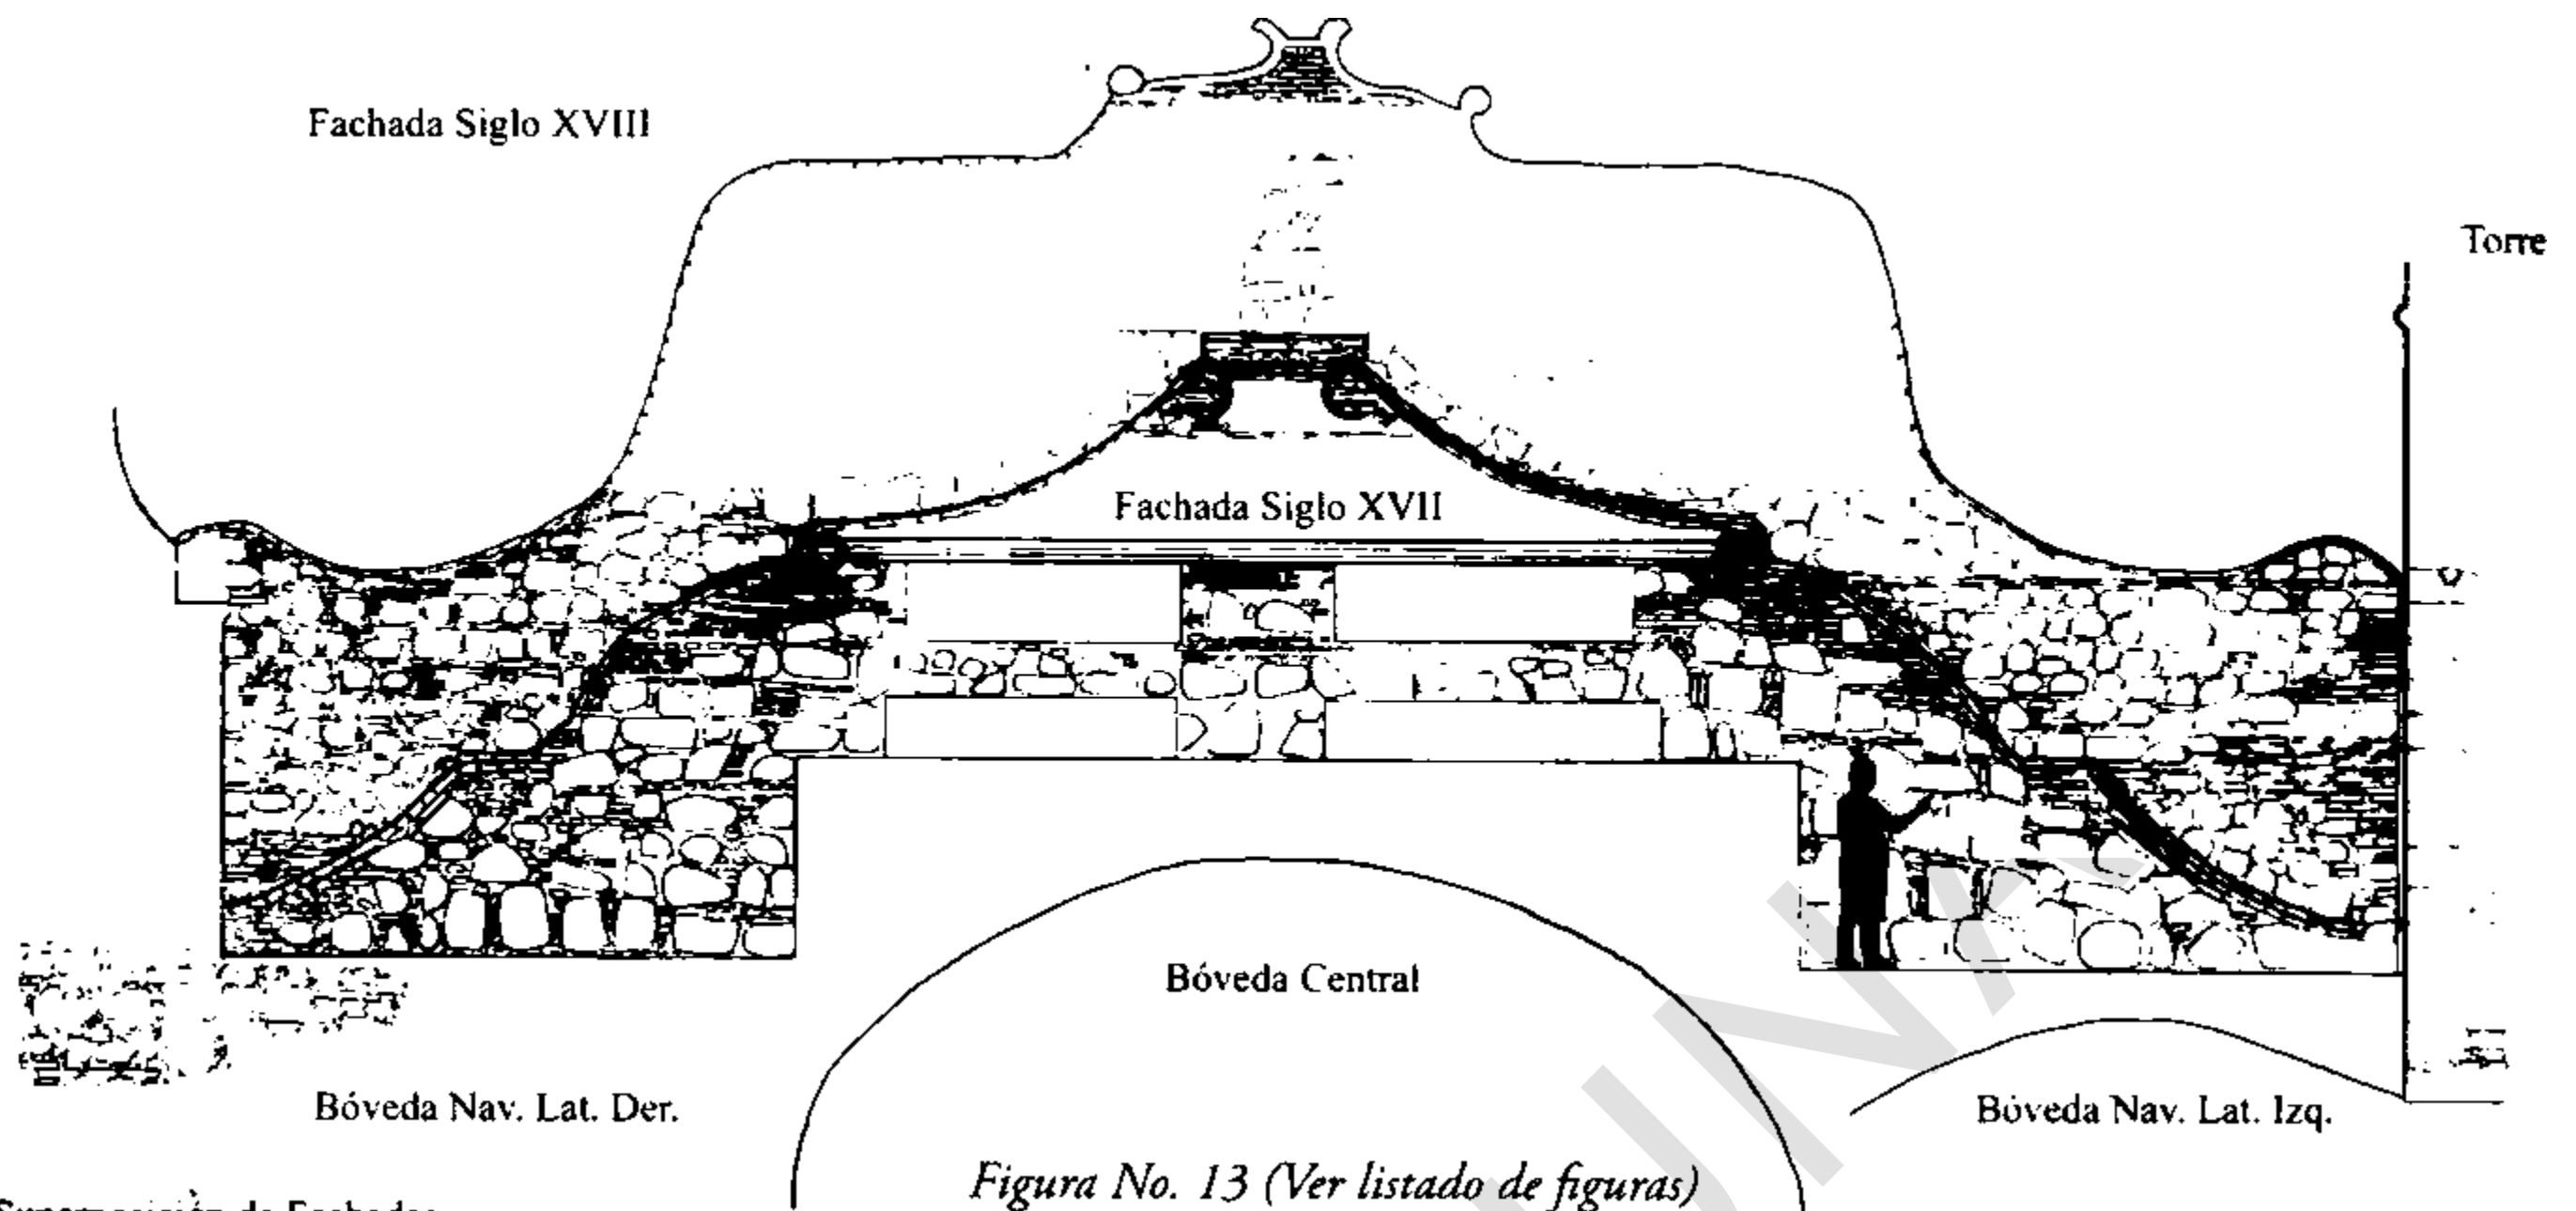 Fachada Siglo XVIII
Torre
Fachada Siglo XVII
Bóveda Central
Bóveda Nav. Lat. Der.
Bóveda Nav. Lat. Izq.
Figura No. 13 (Ver listado de figuras)